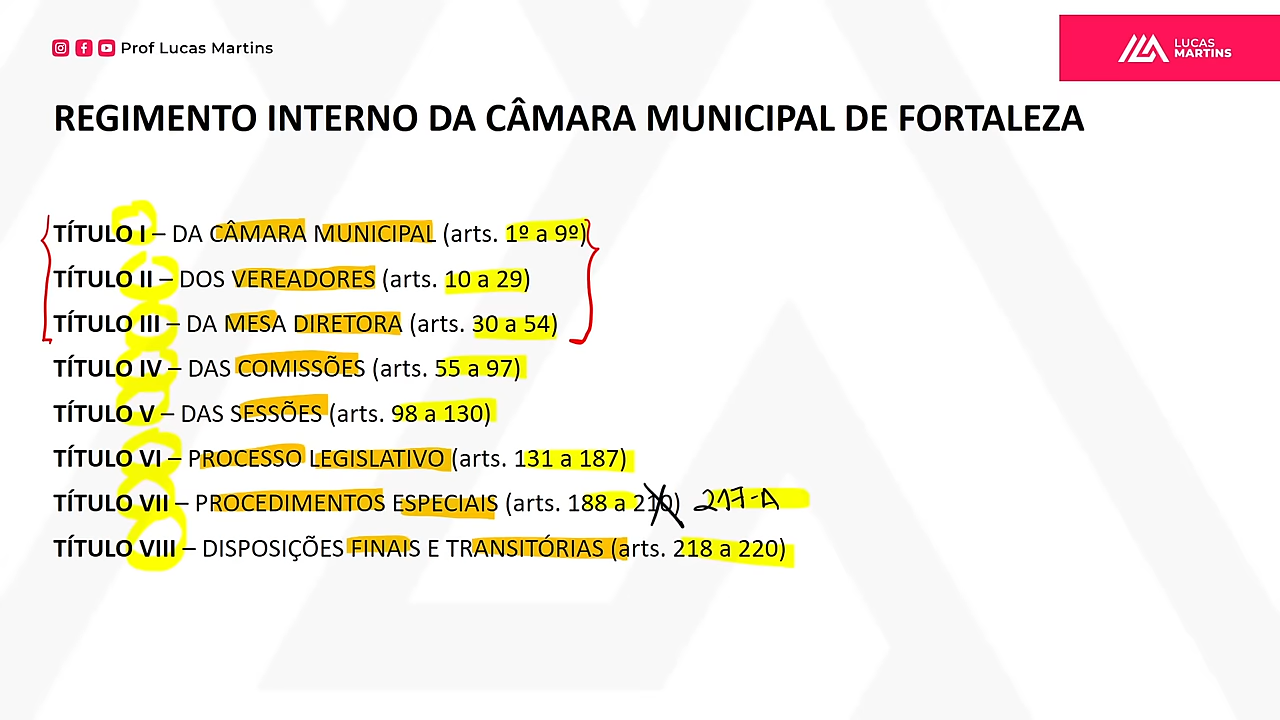 Prof Lucas Martins
LUCAS
MARTINS
REGIMENTO INTERNO DA CÂMARA MUNICIPAL DE FORTALEZA
TÍTULO I – DA CÂMARA MUNICIPAL (arts. 1º a 9º)
TÍTULO II – DOS VEREADORES (arts. 10 a 29)
TÍTULO III – DA MESA DIRETORA (arts. 30 a 54)
TÍTULO IV – DAS COMISSÕES (arts. 55 a 97)
TÍTULO V – DAS SESSÕES (arts. 98 a 130)
TÍTULO VI – PROCESSO LEGISLATIVO (arts. 131 a 187)
TÍTULO VII – PROCEDIMENTOS ESPECIAIS (arts. 188 a 210) 217-A
TÍTULO VIII – DISPOSIÇÕES FINAIS E TRANSITÓRIAS (arts. 218 a 220)